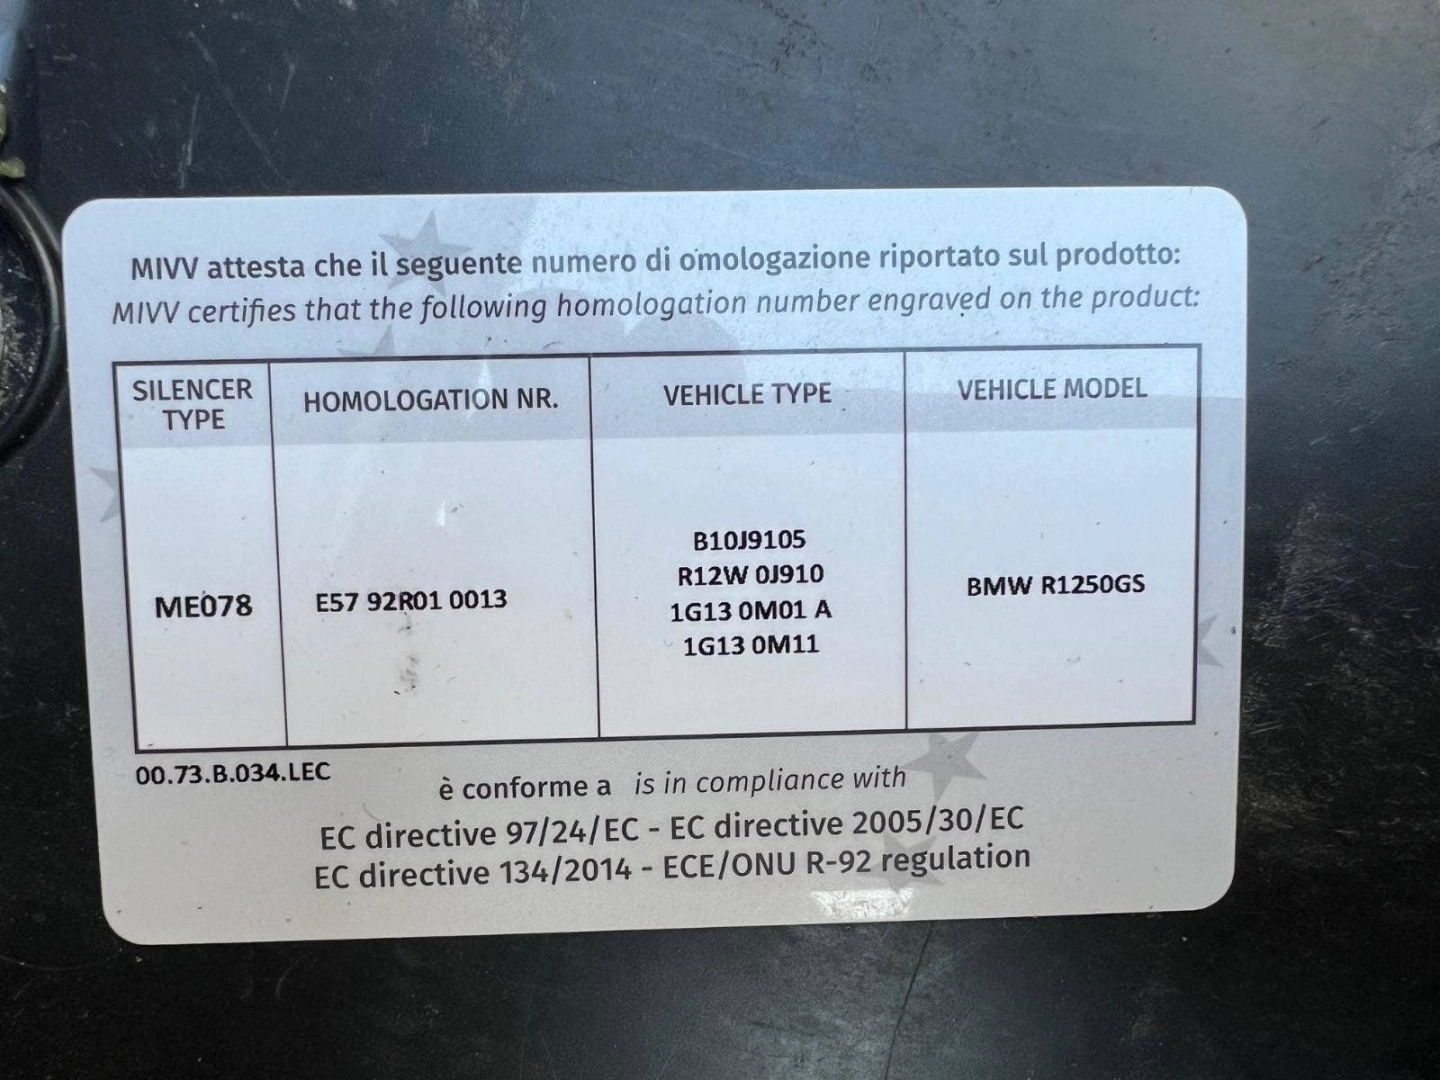 MIVV attesta che il seguente numero di omologazione riportato sul prodotto:
MIVV certifies that the following homologation number engraved on the product:
SILENCER TYPE
HOMOLOGATION NR.
VEHICLE TYPE
VEHICLE MODEL
ME078
E57 92R01 0013
B10J9105
R12W 0J910
1G13 0M01 A
1G13 0M11
BMW R1250GS
00.73.B.034.LEC
è conforme a is in compliance with
EC directive 97/24/EC - EC directive 2005/30/EC
EC directive 134/2014 - ECE/ONU R-92 regulation